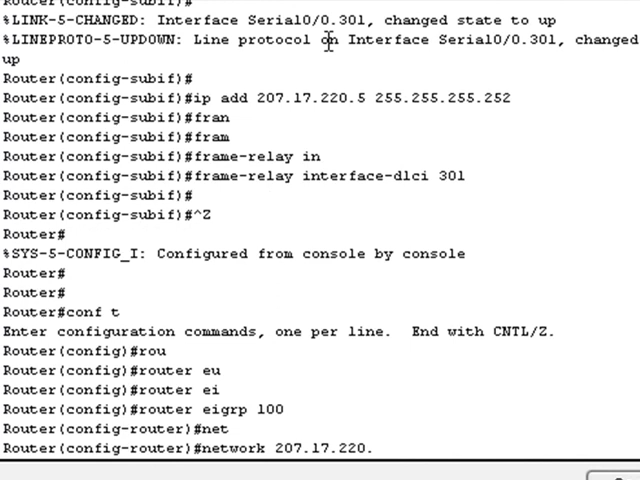 Router(config-subif)#
%LINK-5-CHANGED: Interface Serial0/0.301, changed state to up
%LINEPROTO-5-UPDOWN: Line protocol on Interface Serial0/0.301, changed
up
Router(config-subif)#
Router(config-subif)#ip add 207.17.220.5 255.255.255.252
Router(config-subif)#fran
Router(config-subif)#fram
Router(config-subif)#frame-relay in
Router(config-subif)#frame-relay interface-dlci 301
Router(config-subif)#
Router(config-subif)#^Z
Router#
%SYS-5-CONFIG_I: Configured from console by console
Router#
Router#
Router#conf t
Enter configuration commands, one per line.  End with CNTL/Z.
Router(config)#rou
Router(config)#router eu
Router(config)#router ei
Router(config)#router eigrp 100
Router(config-router)#net
Router(config-router)#network 207.17.220.